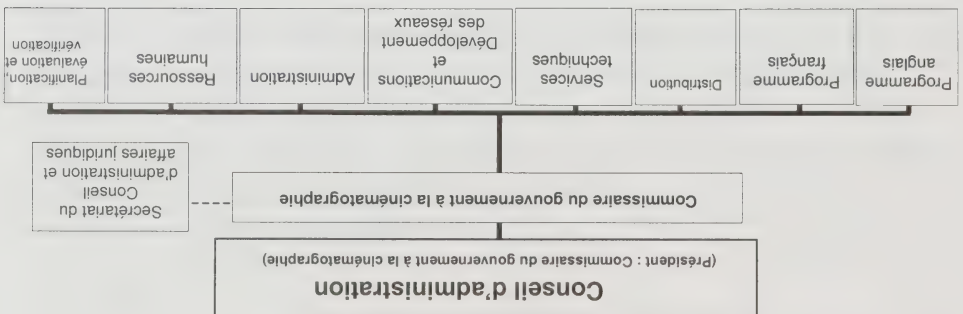 Conseil d'administration
(Président : Commissaire du gouvernement à la cinématographie)
Commissaire du gouvernement à la cinématographie
Secrétariat du
Conseil
d'administration et
affaires juridiques
Programme
anglais
Programme
français
Distribution
Services
techniques
Communications
et
Développement
des réseaux
Administration
Ressources
humaines
Planification,
évaluation et
vérification